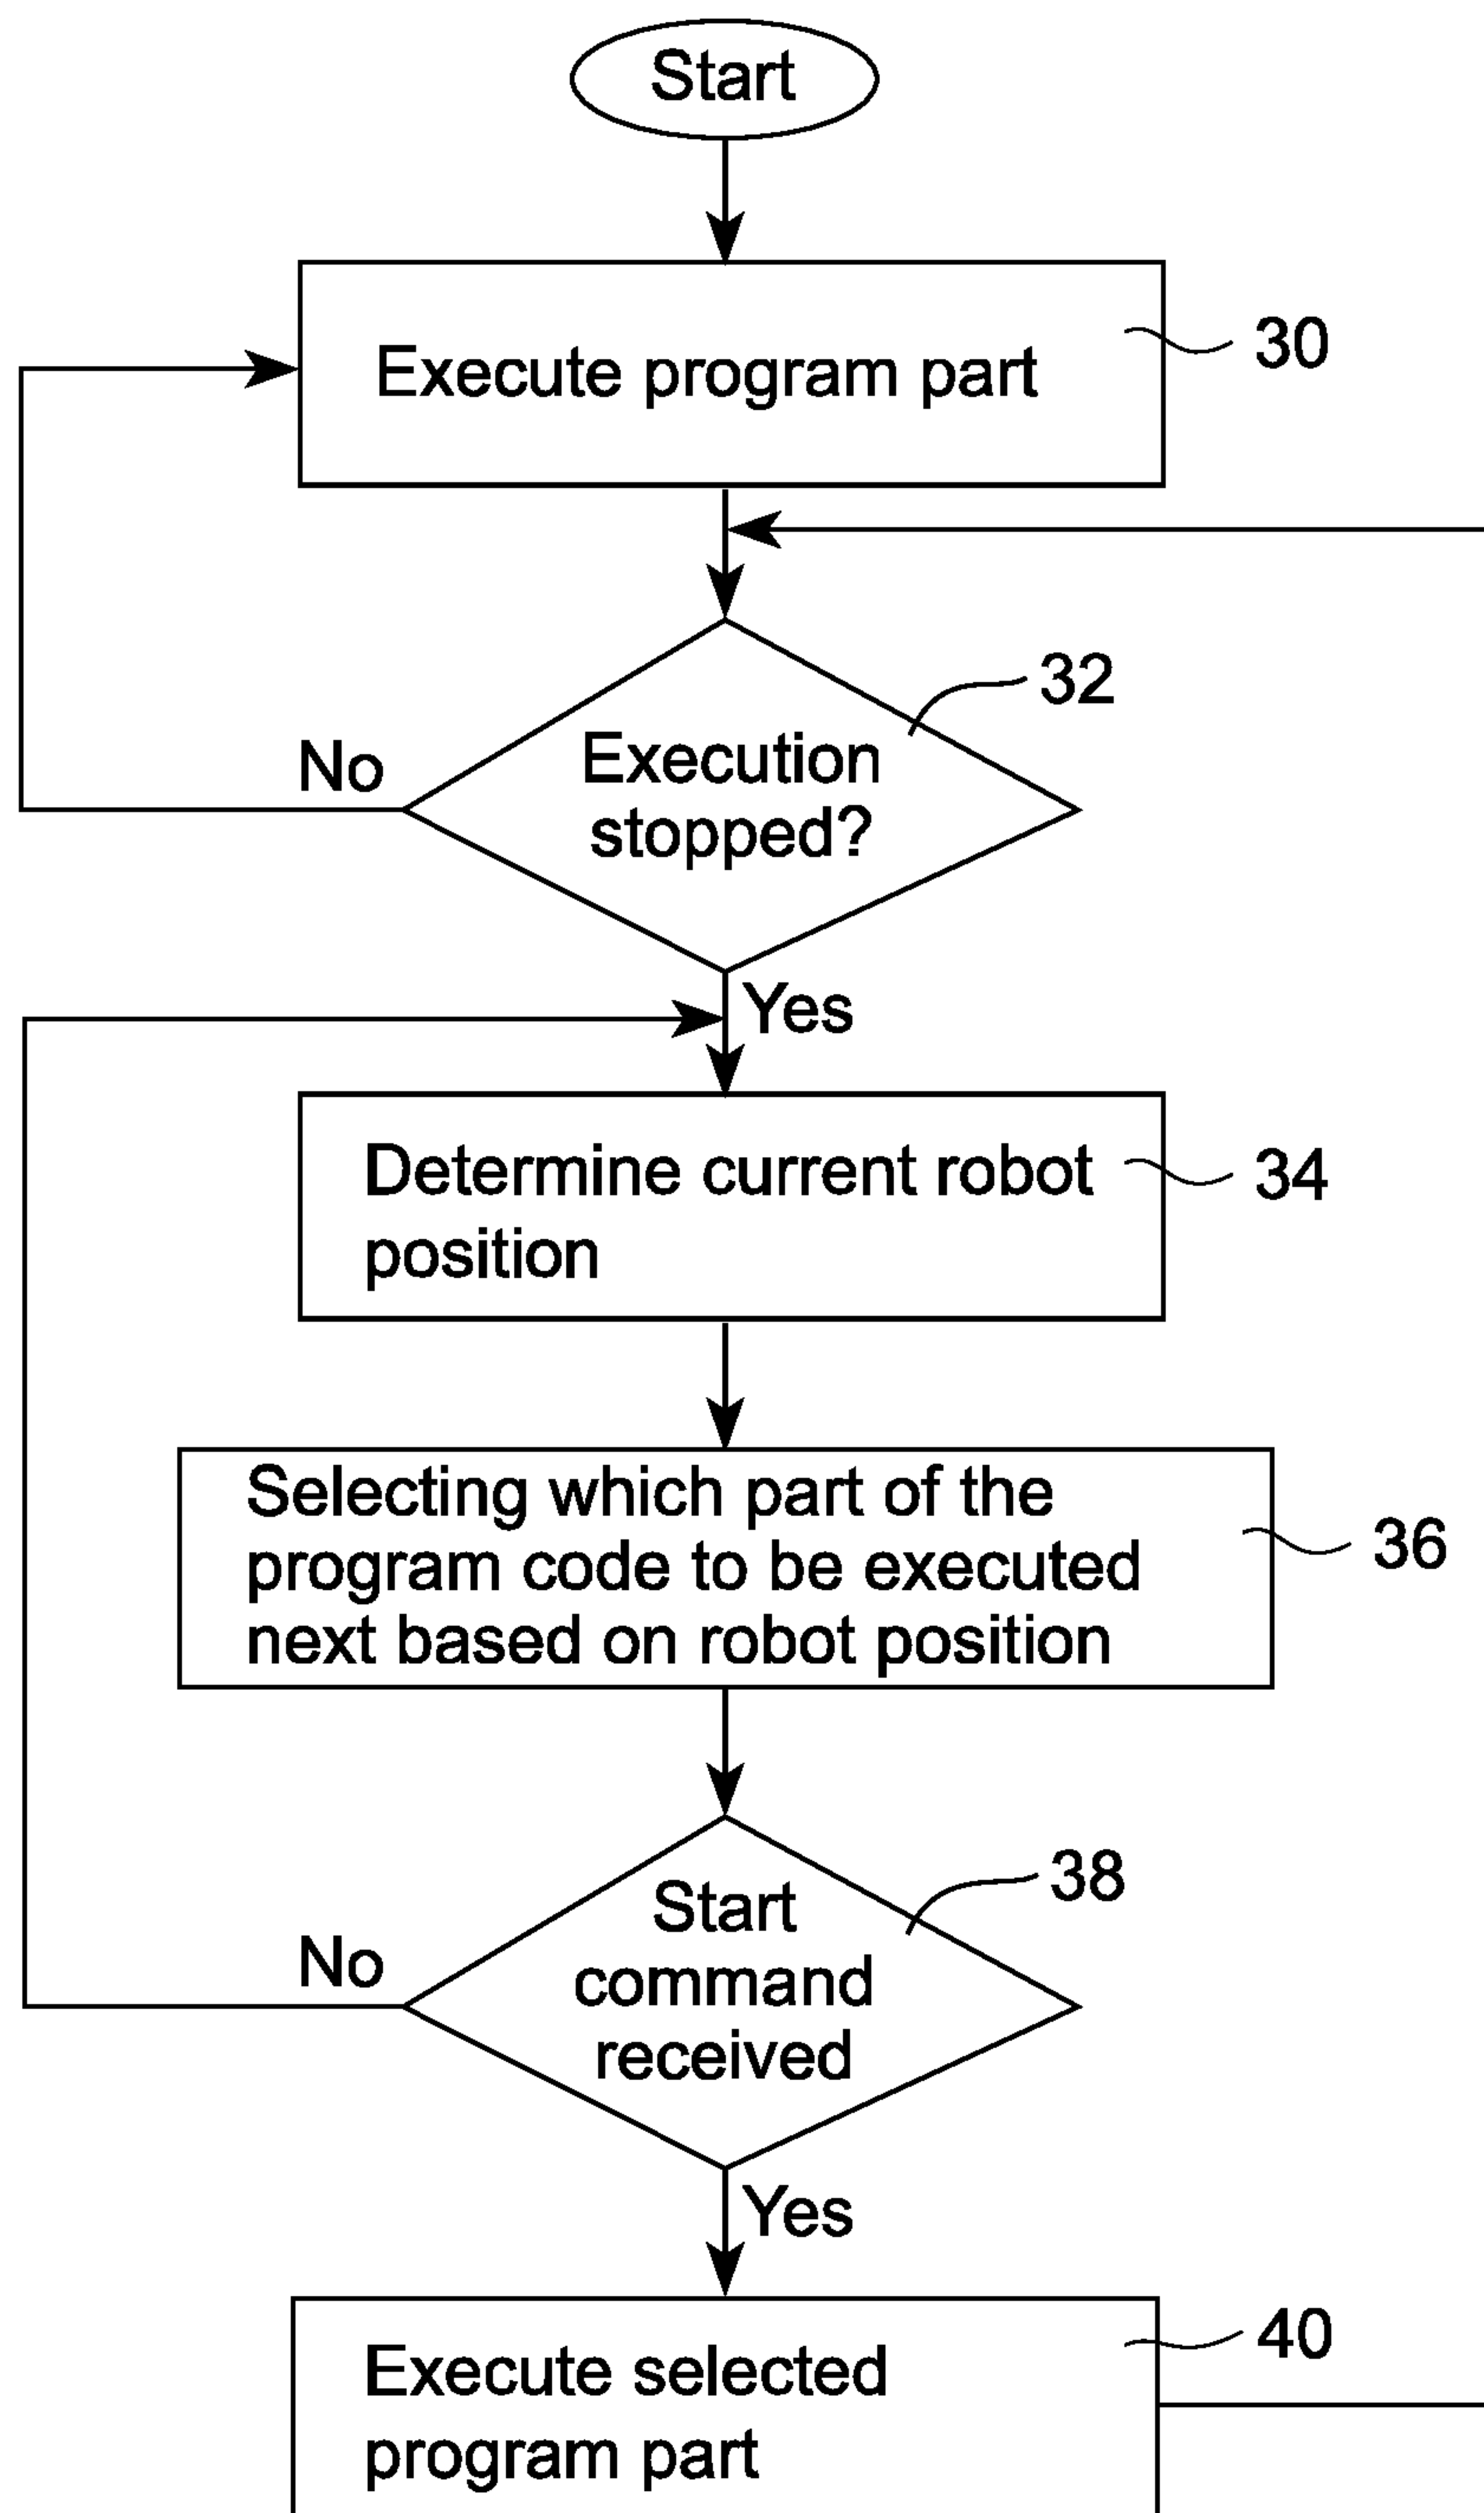 Start
Execute program part
30
32
Execution
stopped?
No
Yes
Determine current robot
position
34
Selecting which part of the
program code to be executed
next based on robot position
36
38
Start
command
received
No
Yes
Execute selected
program part
40